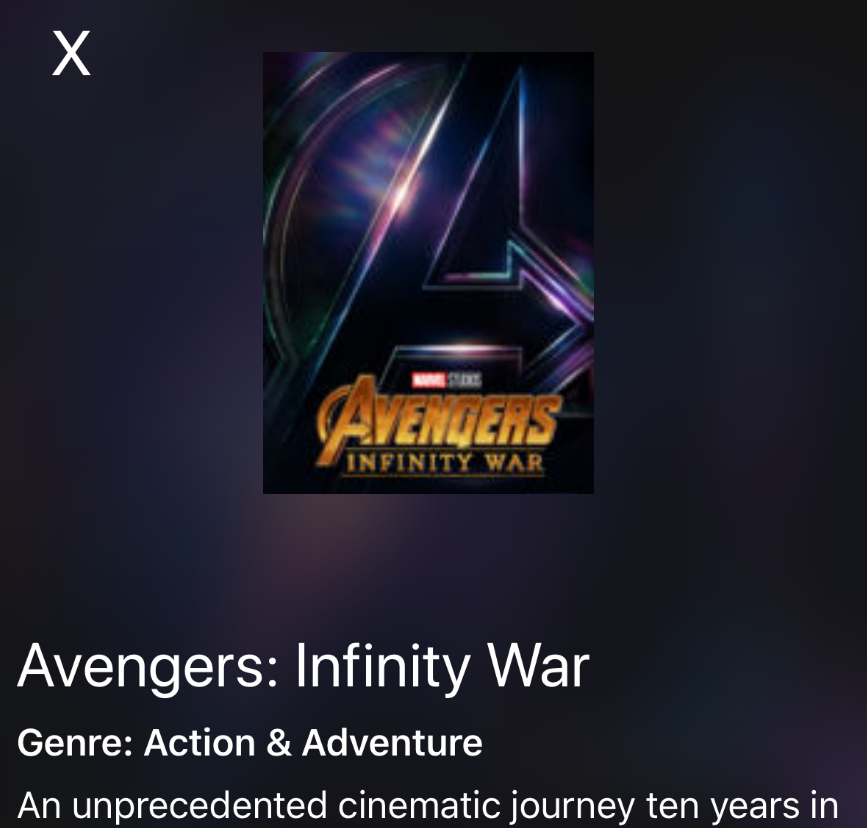 X
MARVEL STUDIOS
AVENGERS
INFINITY WAR
Avengers: Infinity War
Genre: Action & Adventure
An unprecedented cinematic journey ten years in